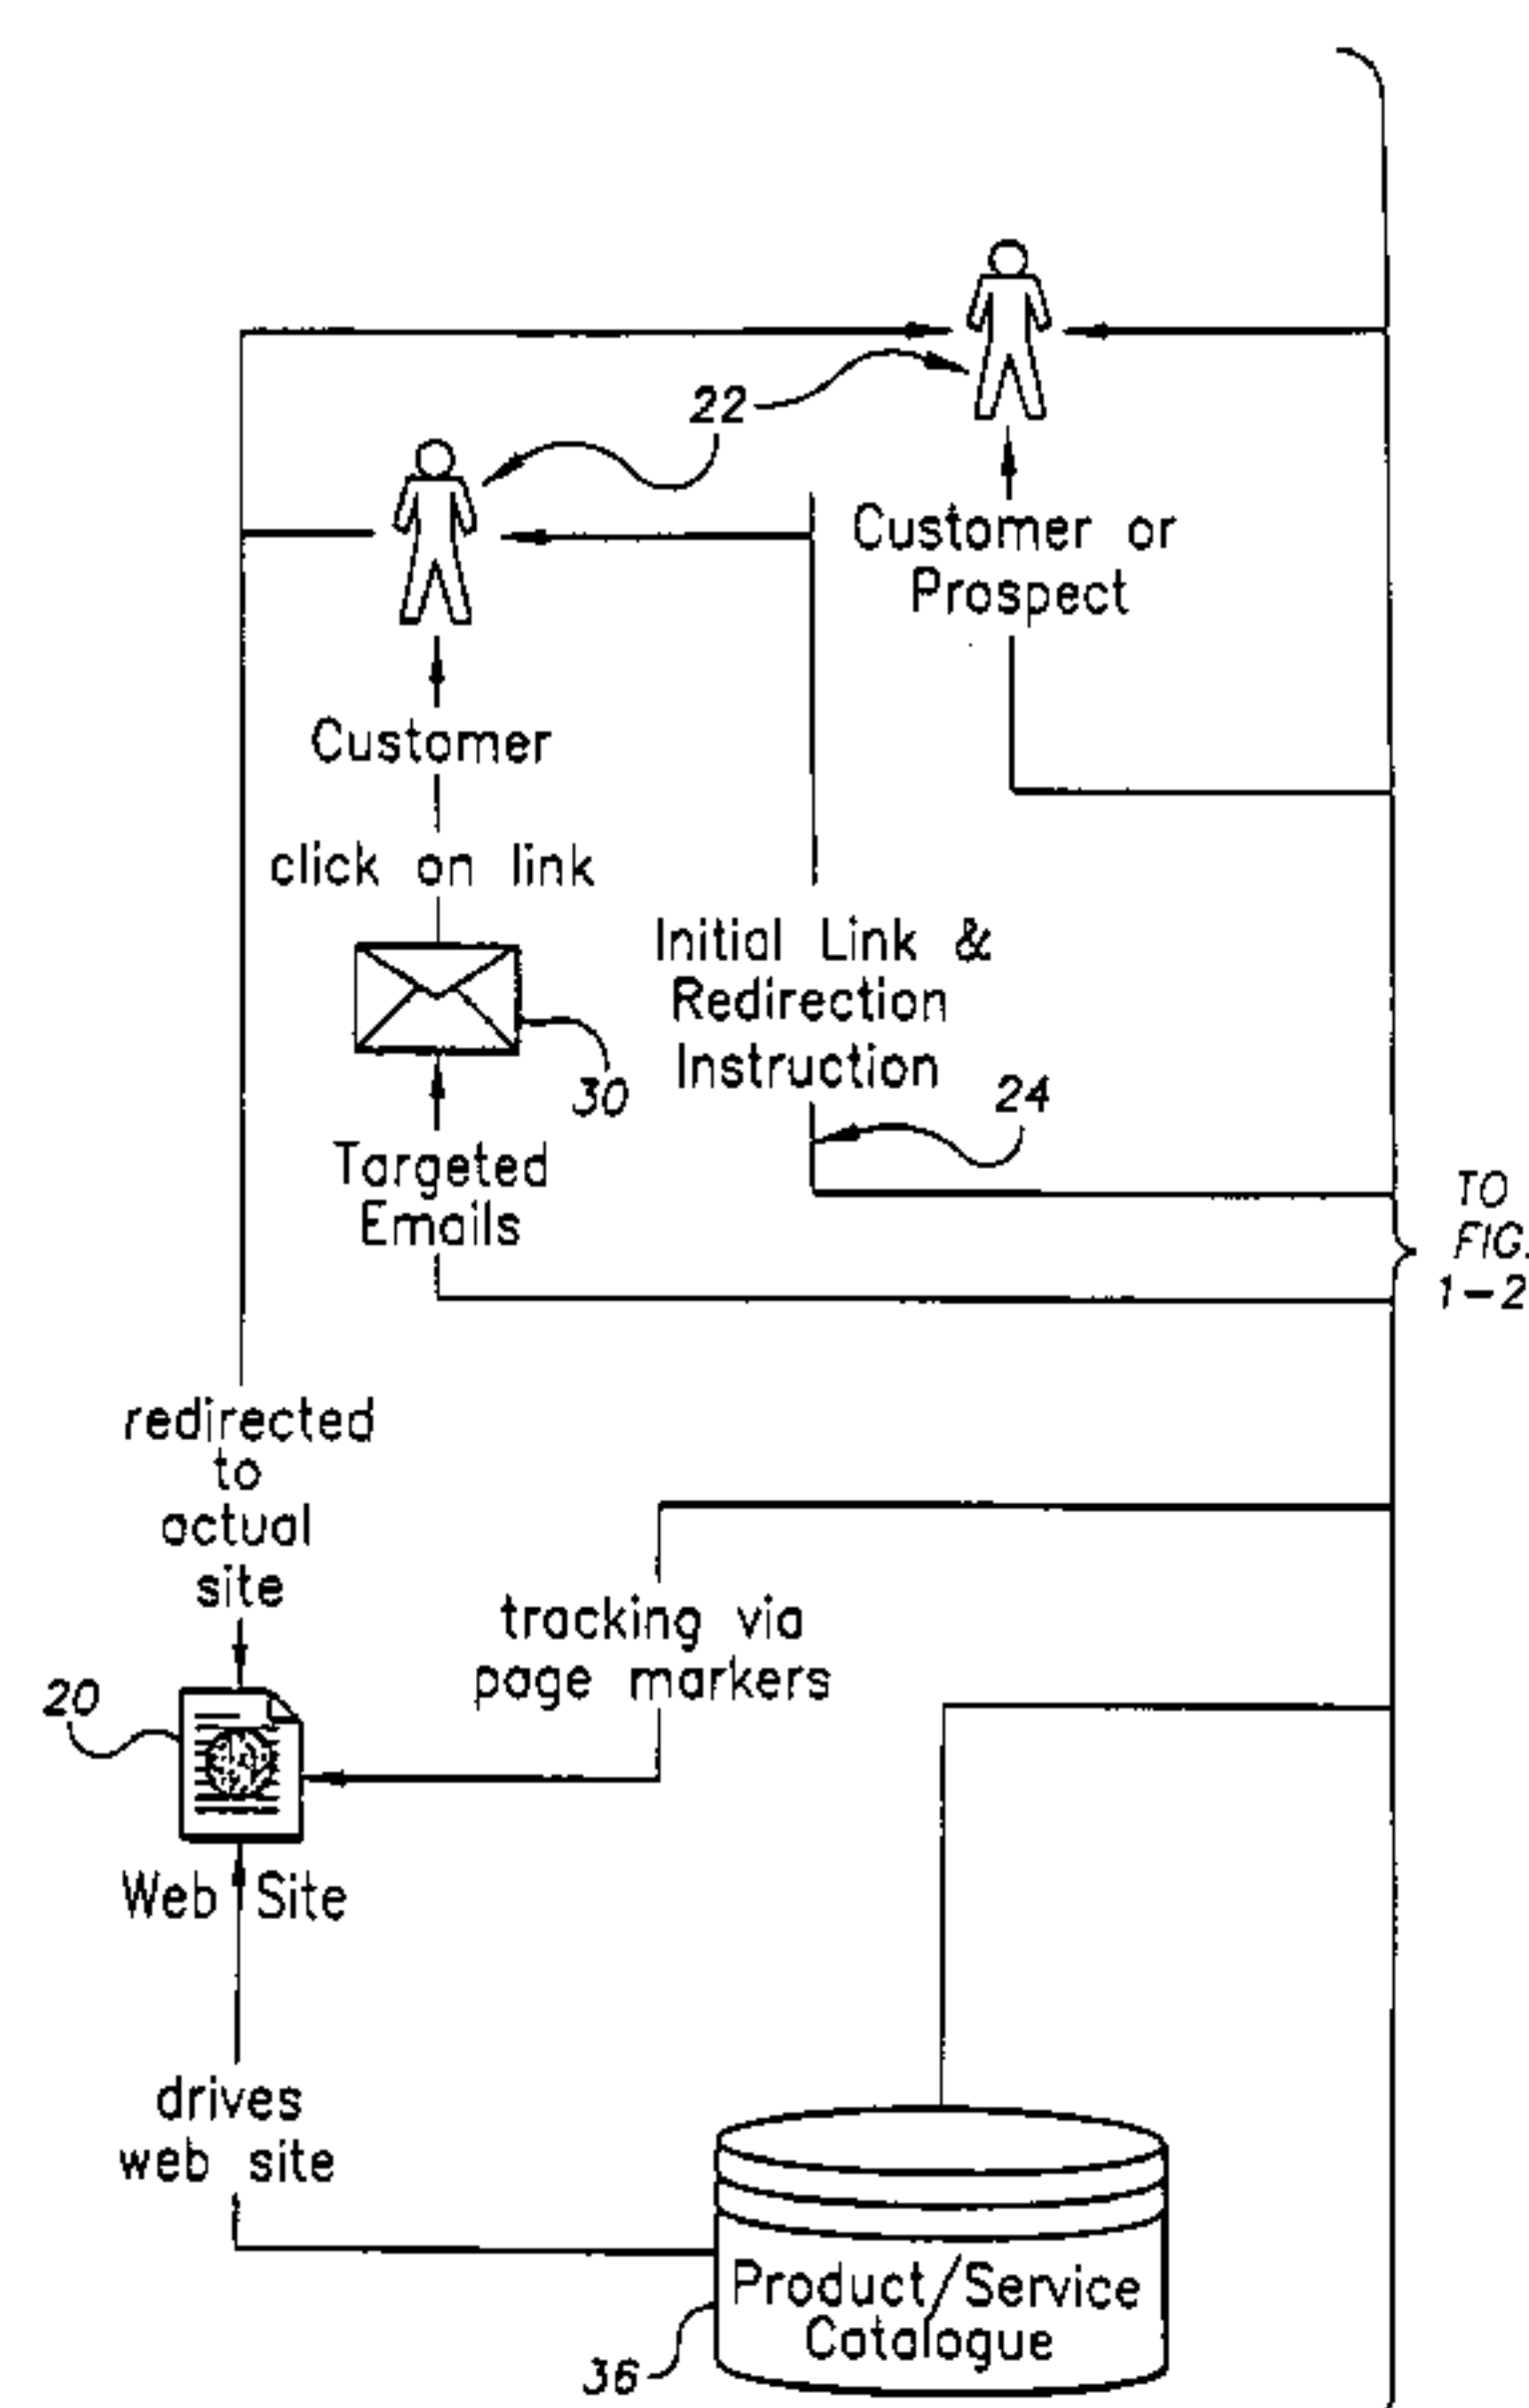 22
Customer or
Prospect
Customer
click on link
Initial Link &
Redirection
Instruction
30
24
Targeted
Emails
TO
FIG.
1-2
redirected
to
actual
site
tracking via
page markers
20
Web Site
drives
web site
Product/Service
Catalogue
36